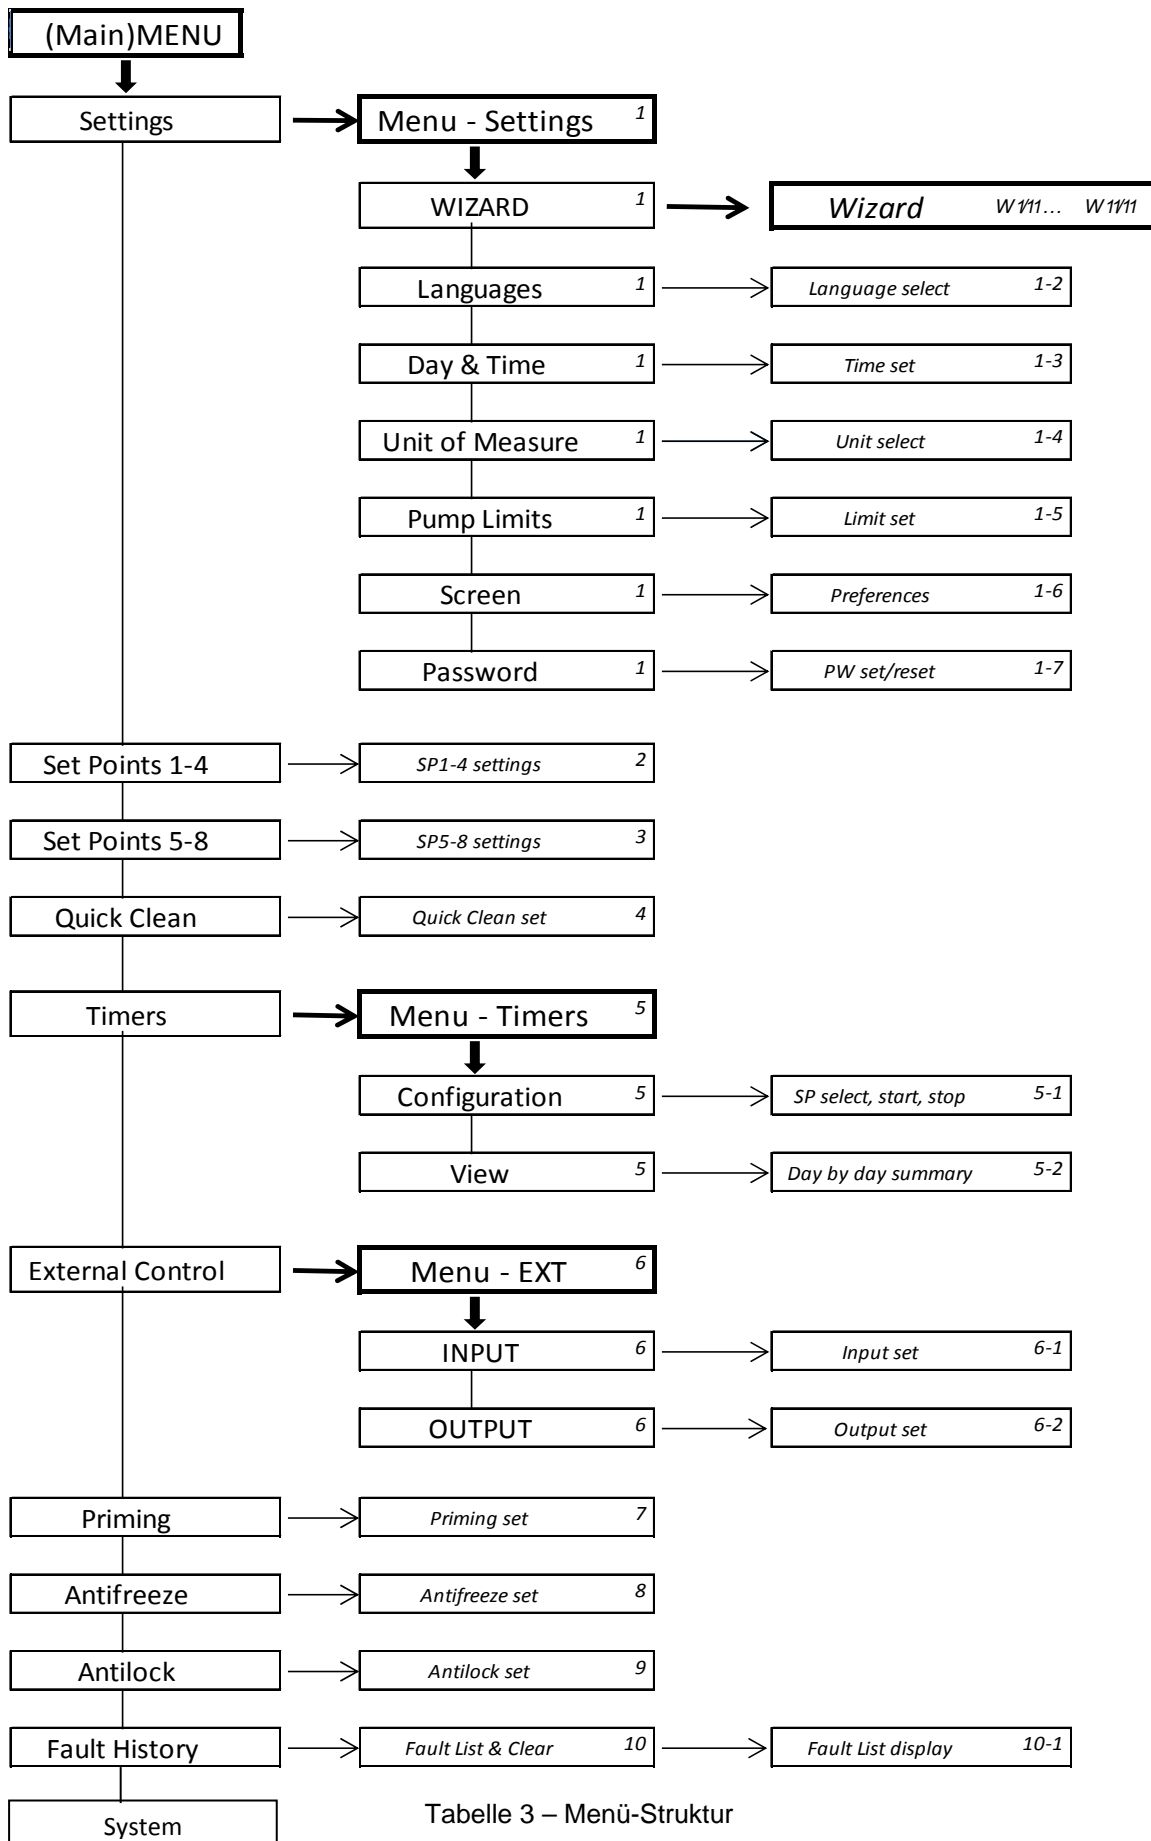 (Main)MENU
Settings
Menu - Settings 1
WIZARD 1
Wizard W1/11... W11/11
Languages 1
Language select 1-2
Day & Time 1
Time set 1-3
Unit of Measure 1
Unit select 1-4
Pump Limits 1
Limit set 1-5
Screen 1
Preferences 1-6
Password 1
PW set/reset 1-7
Set Points 1-4
SP1-4 settings 2
Set Points 5-8
SP5-8 settings 3
Quick Clean
Quick Clean set 4
Timers
Menu - Timers 5
Configuration 5
SP select, start, stop 5-1
View 5
Day by day summary 5-2
External Control
Menu - EXT 6
INPUT 6
Input set 6-1
OUTPUT 6
Output set 6-2
Priming
Priming set 7
Antifreeze
Antifreeze set 8
Antilock
Antilock set 9
Fault History
Fault List & Clear 10
Fault List display 10-1
System
Tabelle 3 – Menü-Struktur